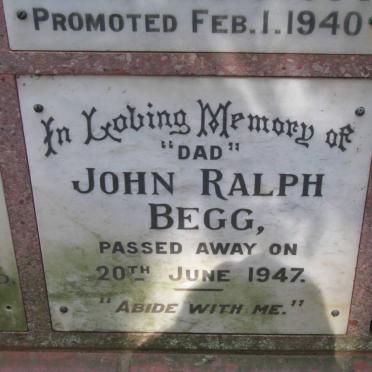 PROMOTED FEB.1.1940
In Loving Memory of
"DAD"
JOHN RALPH
BEGG,
PASSED AWAY ON
20TH JUNE 1947.
"ABIDE WITH ME."